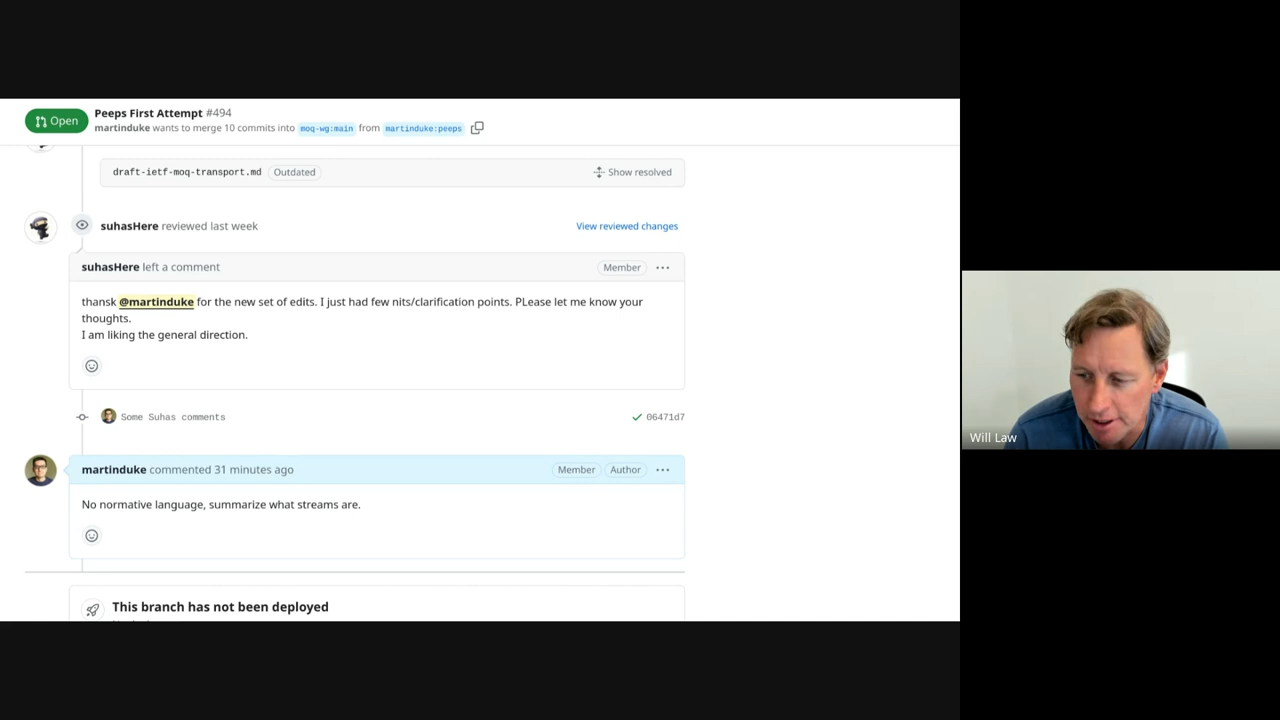 Open
Peeps First Attempt #494
martinduke wants to merge 10 commits into moq-wg:main from martinduke:peeps
draft-ietf-moq-transport.md Outdated Show resolved
suhasHere reviewed last week View reviewed changes
suhasHere left a comment Member
thansk @martinduke for the new set of edits. I just had few nits/clarification points. PLease let me know your
thoughts.
I am liking the general direction.
Some Suhas comments 06471d7
martinduke commented 31 minutes ago Member Author
No normative language, summarize what streams are.
This branch has not been deployed
Will Law